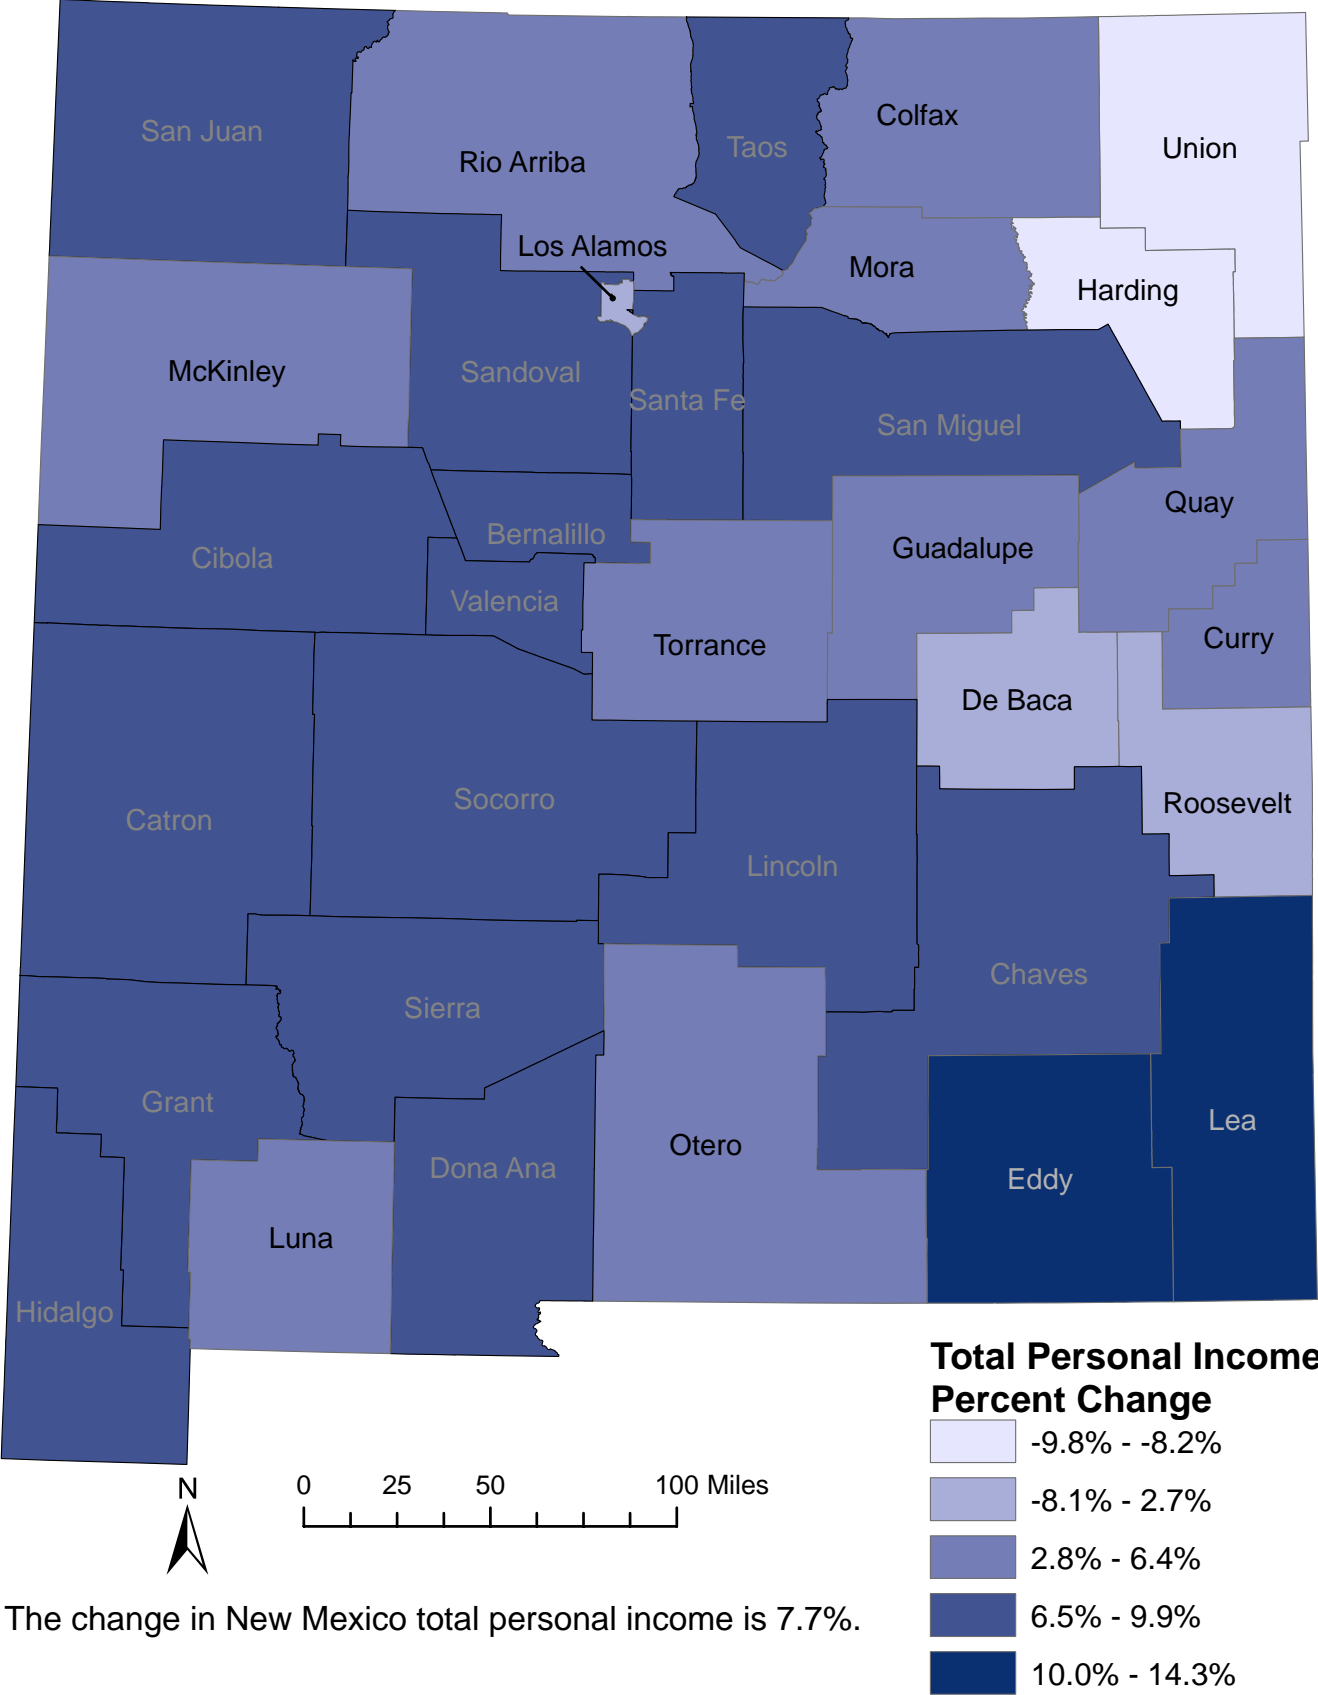 San Juan
Rio Arriba
Taos
Colfax
Union
Los Alamos
Mora
Harding
McKinley
Sandoval
Santa Fe
San Miguel
Quay
Bernalillo
Guadalupe
Cibola
Valencia
Torrance
Curry
De Baca
Socorro
Roosevelt
Catron
Lincoln
Chaves
Sierra
Grant
Lea
Otero
Dona Ana
Eddy
Luna
Hidalgo
Total Personal Income
Percent Change
-9.8% - -8.2%
-8.1% - 2.7%
2.8% - 6.4%
6.5% - 9.9%
10.0% - 14.3%
N
0 25 50 100 Miles
The change in New Mexico total personal income is 7.7%.